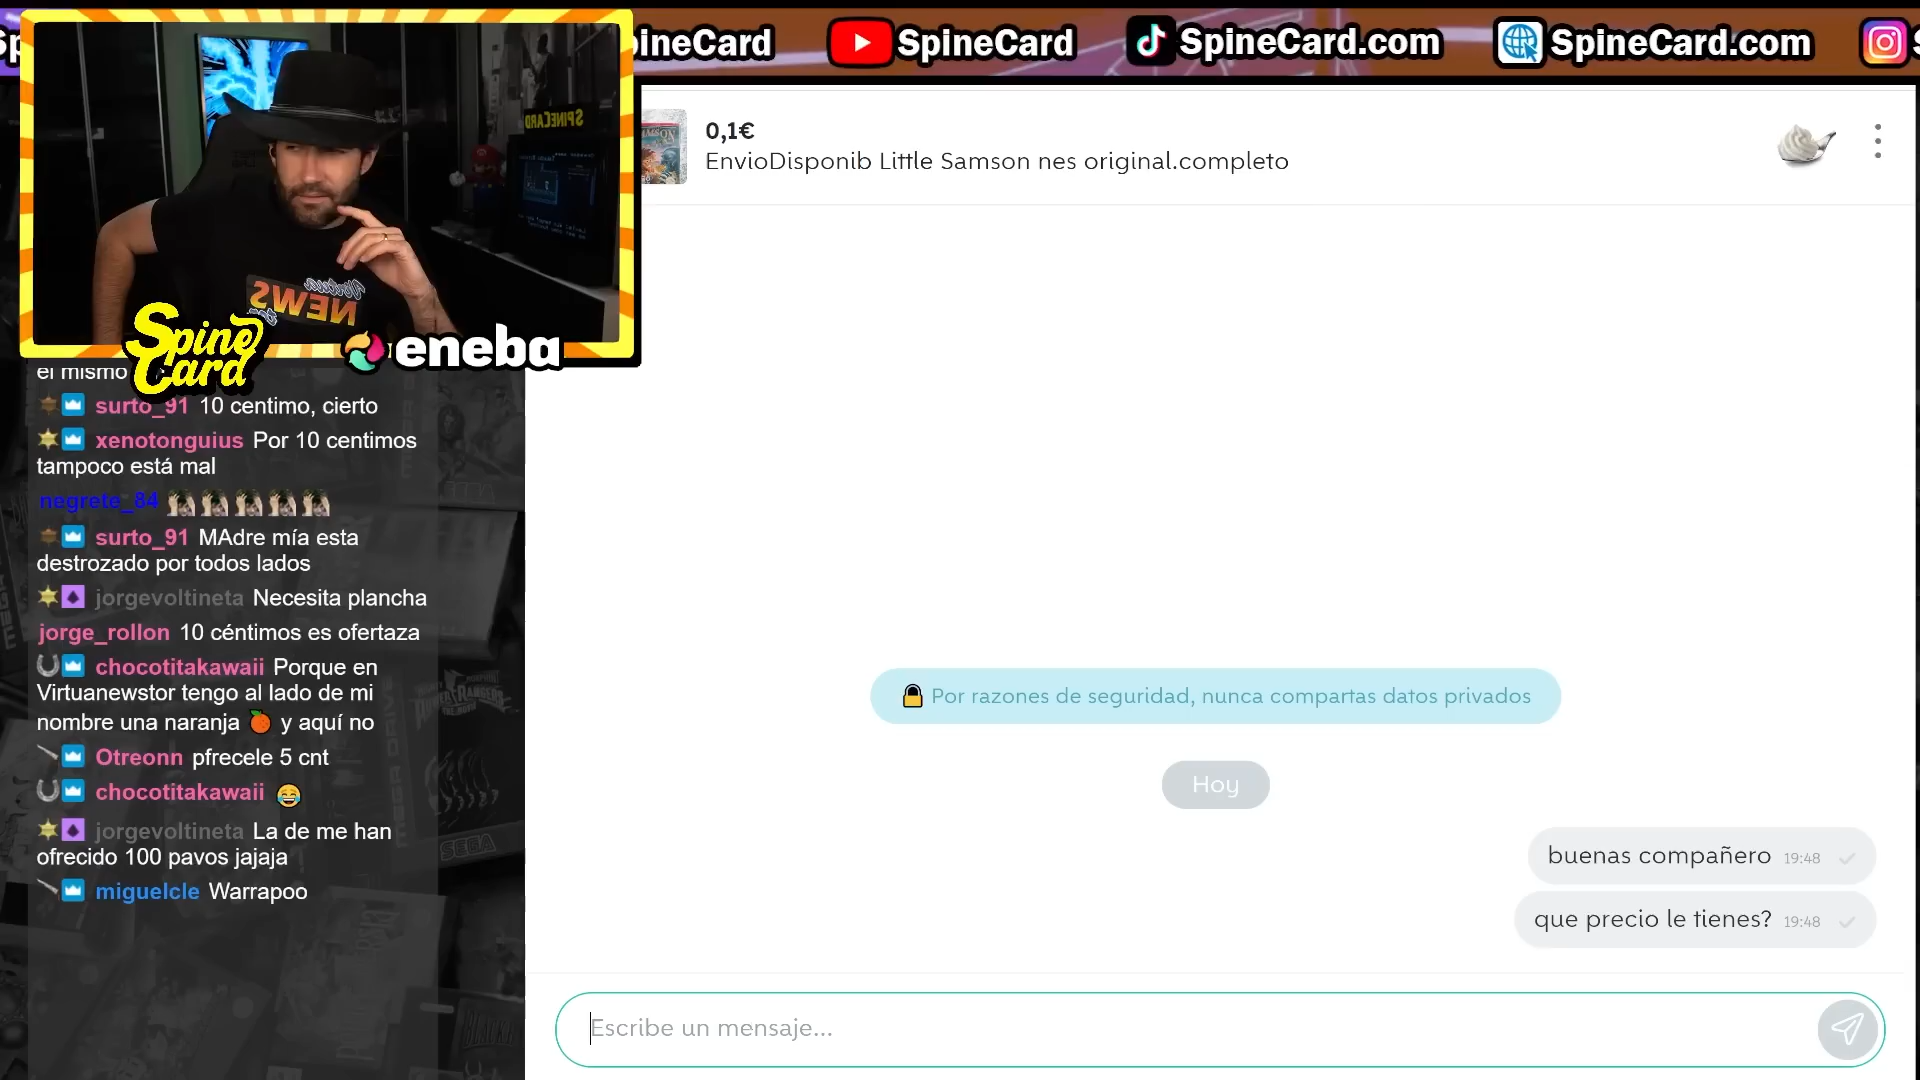 SpineCard
SpineCard
SpineCard.com
SpineCard.com
0,1€
EnvioDisponib Little Samson nes original.completo
SPINECARD
NEWS
Spine
Card
eneba
el mismo
surto_91 10 centimo, cierto
xenotonguius Por 10 centimos
tampoco está mal
negrete_84
surto_91 MAdre mía esta
destrozado por todos lados
jorgevoltineta Necesita plancha
jorge_rollon 10 céntimos es ofertaza
chocotitakawaii Porque en
Virtuanewstor tengo al lado de mi
nombre una naranja 🍊 y aquí no
Otreonn pfrecele 5 cnt
chocotitakawaii 😂
jorgevoltineta La de me han
ofrecido 100 pavos jajaja
miguelcle Warrapoo
🔒 Por razones de seguridad, nunca compartas datos privados
Hoy
buenas compañero 19:48
que precio le tienes? 19:48
Escribe un mensaje...